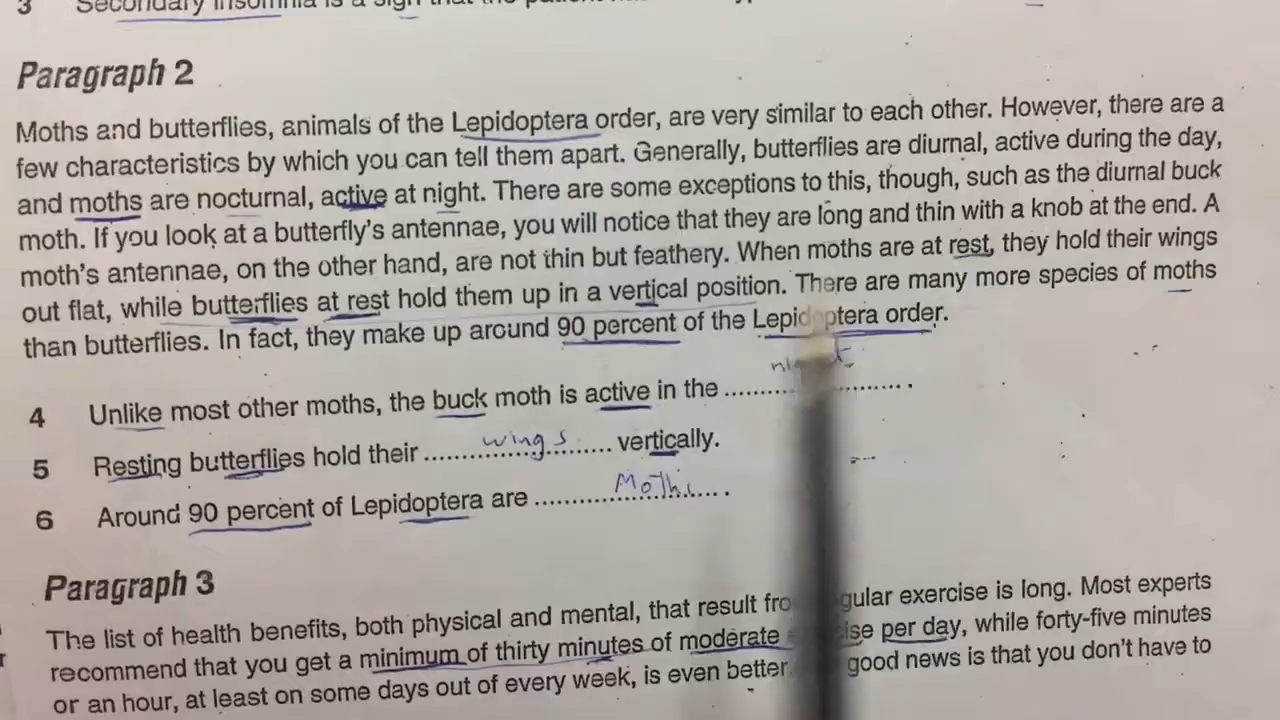 3 Secondary insomnia is a sign that the patient
Paragraph 2
Moths and butterflies, animals of the Lepidoptera order, are very similar to each other. However, there are a
few characteristics by which you can tell them apart. Generally, butterflies are diurnal, active during the day,
and moths are nocturnal, active at night. There are some exceptions to this, though, such as the diurnal buck
moth. If you look at a butterfly's antennae, you will notice that they are long and thin with a knob at the end. A
moth's antennae, on the other hand, are not thin but feathery. When moths are at rest, they hold their wings
out flat, while butterflies at rest hold them up in a vertical position. There are many more species of moths
than butterflies. In fact, they make up around 90 percent of the Lepidoptera order.
4 Unlike most other moths, the buck moth is active in the ...................... .
5 Resting butterflies hold their ......wings...... vertically.
6 Around 90 percent of Lepidoptera are ......Moths...... .
Paragraph 3
The list of health benefits, both physical and mental, that result exercise is long. Most experts
recommend that you get a minimum of thirty minutes of moderate per day, while forty-five minutes
or an hour, at least on some days out of every week, is even better. good news is that you don't have to